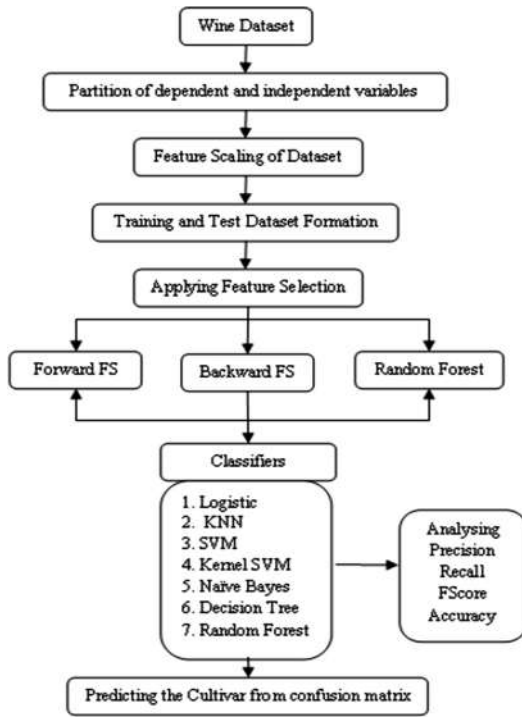 Wine Dataset
Partition of dependent and independent variables
Feature Scaling of Dataset
Training and Test Dataset Formation
Applying Feature Selection
Forward FS
Backward FS
Random Forest
Classifiers
1. Logistic
2. KNN
3. SVM
4. Kernel SVM
5. Naïve Bayes
6. Decision Tree
7. Random Forest
Analysing
Precision
Recall
FScore
Accuracy
Predicting the Cultivar from confusion matrix